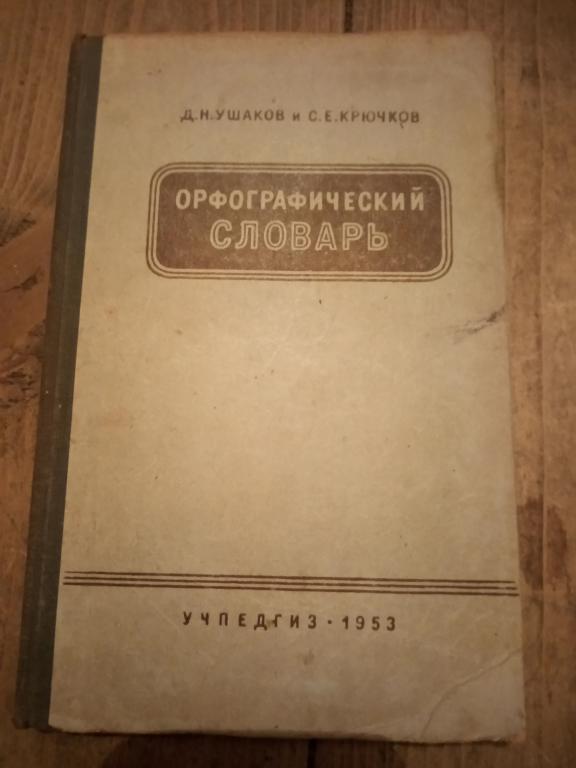 Д.Н.УШАКОВ и С.Е.КРЮЧКОВ
ОРФОГРАФИЧЕСКИЙ
СЛОВАРЬ
УЧПЕДГИЗ · 1953